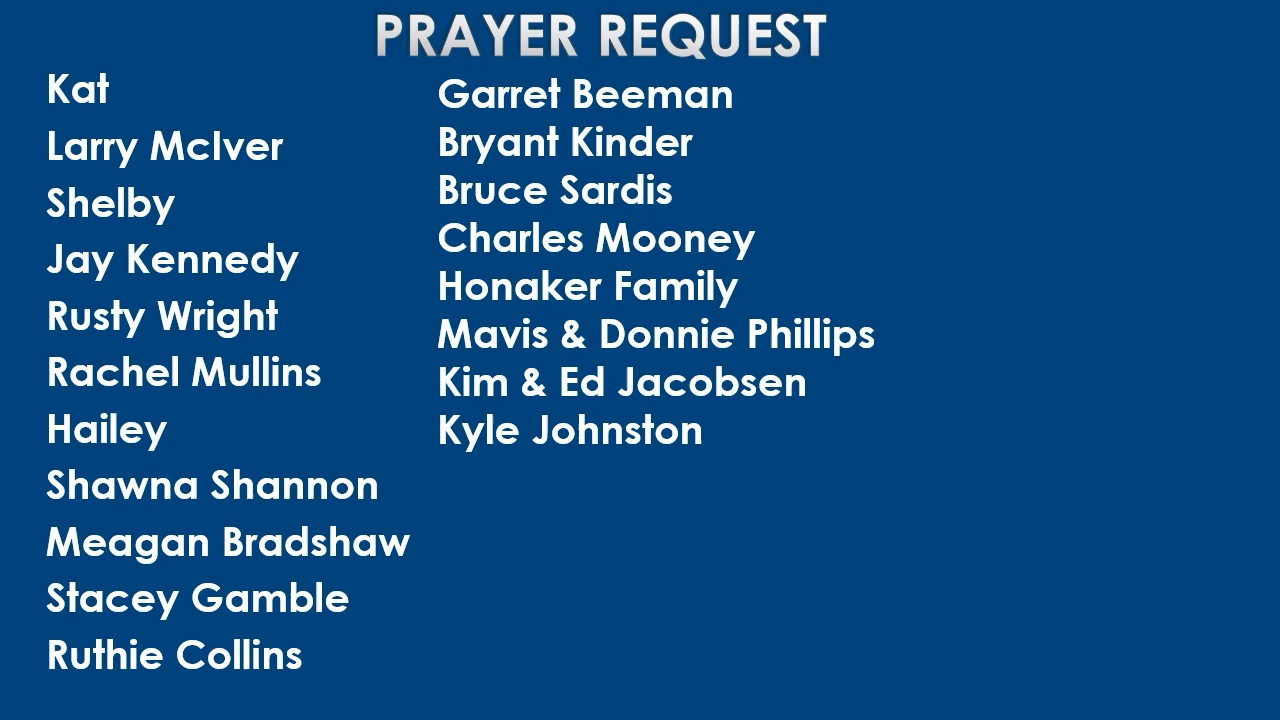 PRAYER REQUEST
Kat
Larry McIver
Shelby
Jay Kennedy
Rusty Wright
Rachel Mullins
Hailey
Shawna Shannon
Meagan Bradshaw
Stacey Gamble
Ruthie Collins
Garret Beeman
Bryant Kinder
Bruce Sardis
Charles Mooney
Honaker Family
Mavis & Donnie Phillips
Kim & Ed Jacobsen
Kyle Johnston